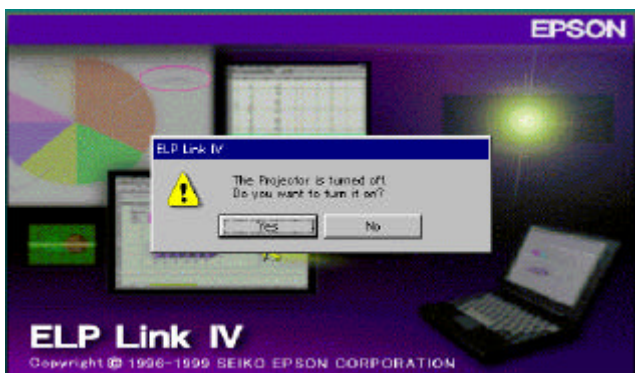 EPSON
ELP Link IV
The Projector is turned off.
Do you want to turn it on?
Yes
No
ELP Link IV
Copyright © 1996-1999 SEIKO EPSON CORPORATION